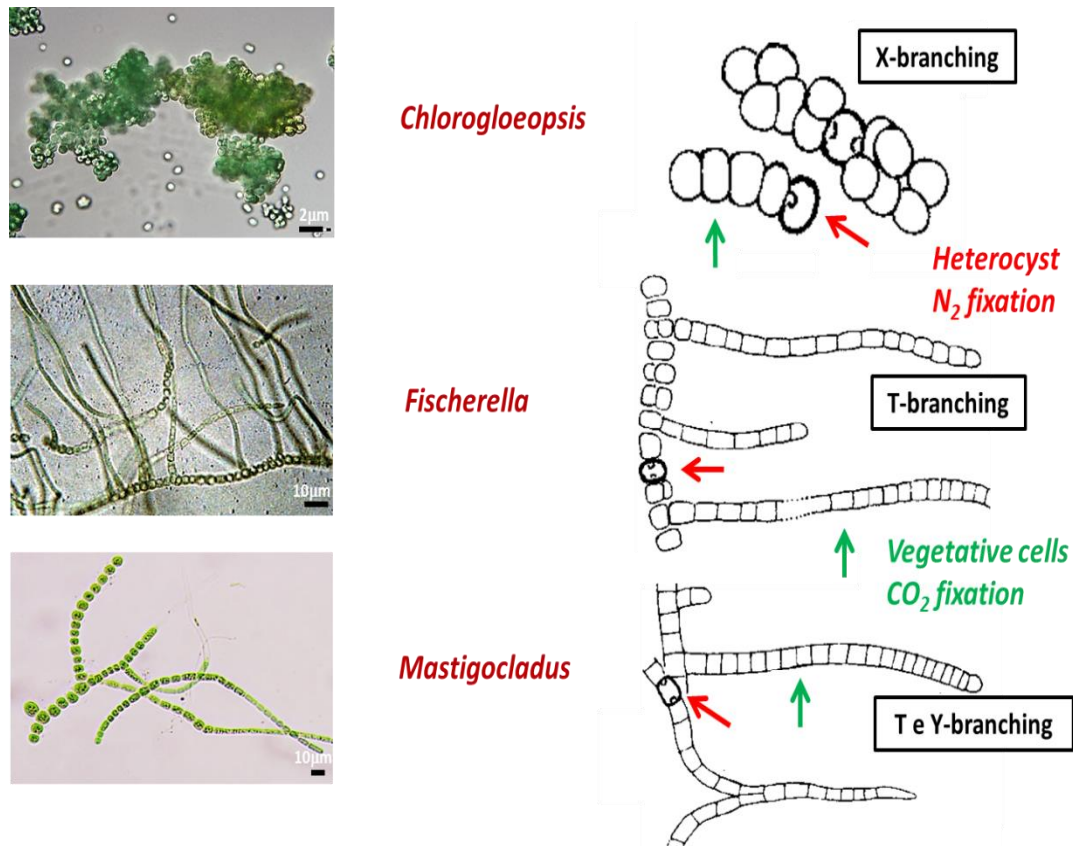 X-branching
Chlorogloeopsis
2µm
Heterocyst
N₂ fixation
Fischerella
T-branching
10µm
Vegetative cells
CO₂ fixation
Mastigocladus
T e Y-branching
10µm